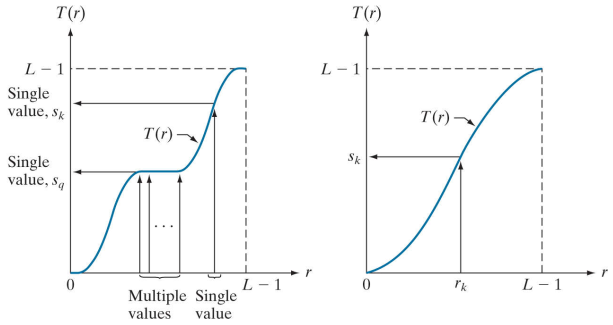 T(r)
L − 1
Single
value, s_k
T(r)
Single
value, s_q
. . .
0
L − 1
r
Multiple
values
Single
value
T(r)
L − 1
T(r)
s_k
0
r_k
L − 1
r